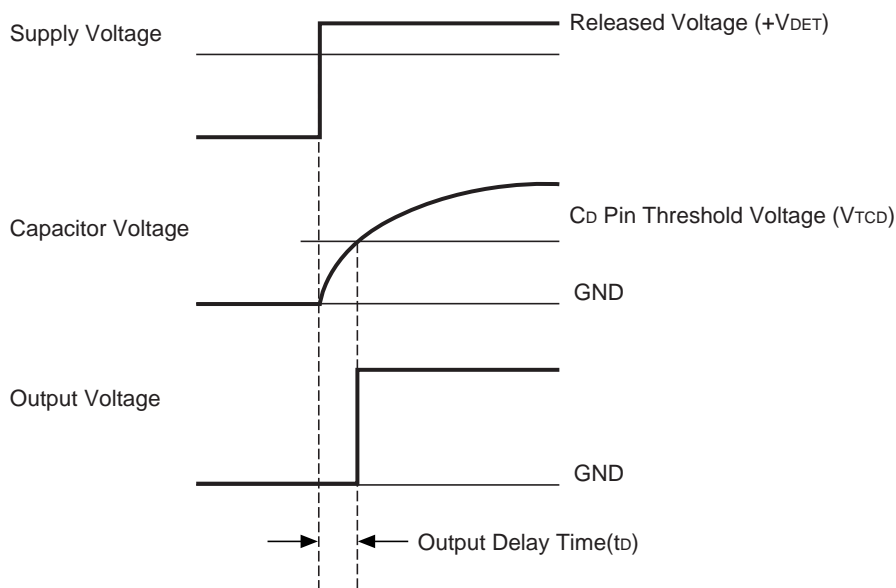 Supply Voltage
Released Voltage (+VDET)
Capacitor Voltage
CD Pin Threshold Voltage (VTCD)
GND
Output Voltage
GND
Output Delay Time(tD)